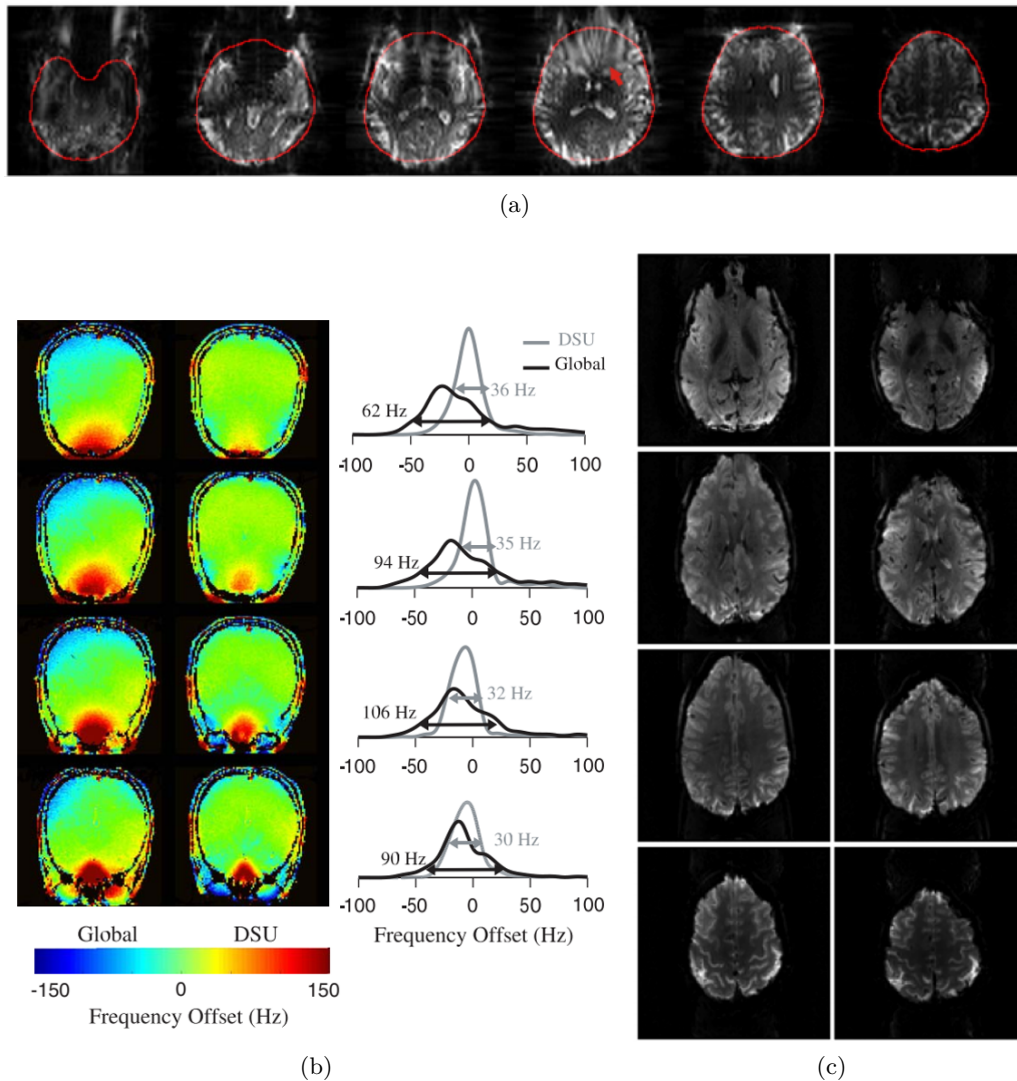 (a)
DSU
Global
36 Hz
62 Hz
-100 -50 0 50 100
35 Hz
94 Hz
-100 -50 0 50 100
32 Hz
106 Hz
-100 -50 0 50 100
30 Hz
90 Hz
-100 -50 0 50 100
Frequency Offset (Hz)
Global DSU
-150 0 150
Frequency Offset (Hz)
(b)
(c)